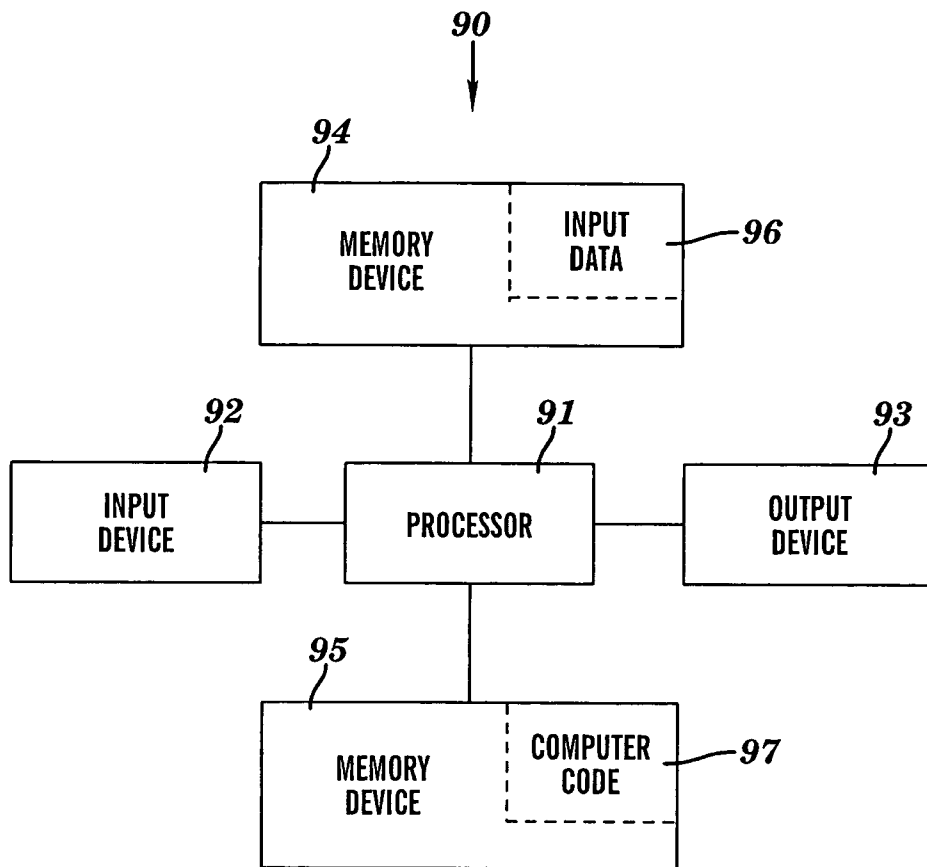 90
94
MEMORY
DEVICE
INPUT
DATA
96
92
INPUT
DEVICE
91
PROCESSOR
93
OUTPUT
DEVICE
95
MEMORY
DEVICE
COMPUTER
CODE
97